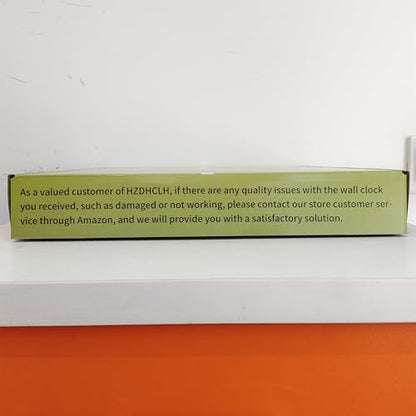 As a valued customer of HZDHCLH, if there are any quality issues with the wall clock
you received, such as damaged or not working, please contact our store customer ser-
vice through Amazon, and we will provide you with a satisfactory solution.